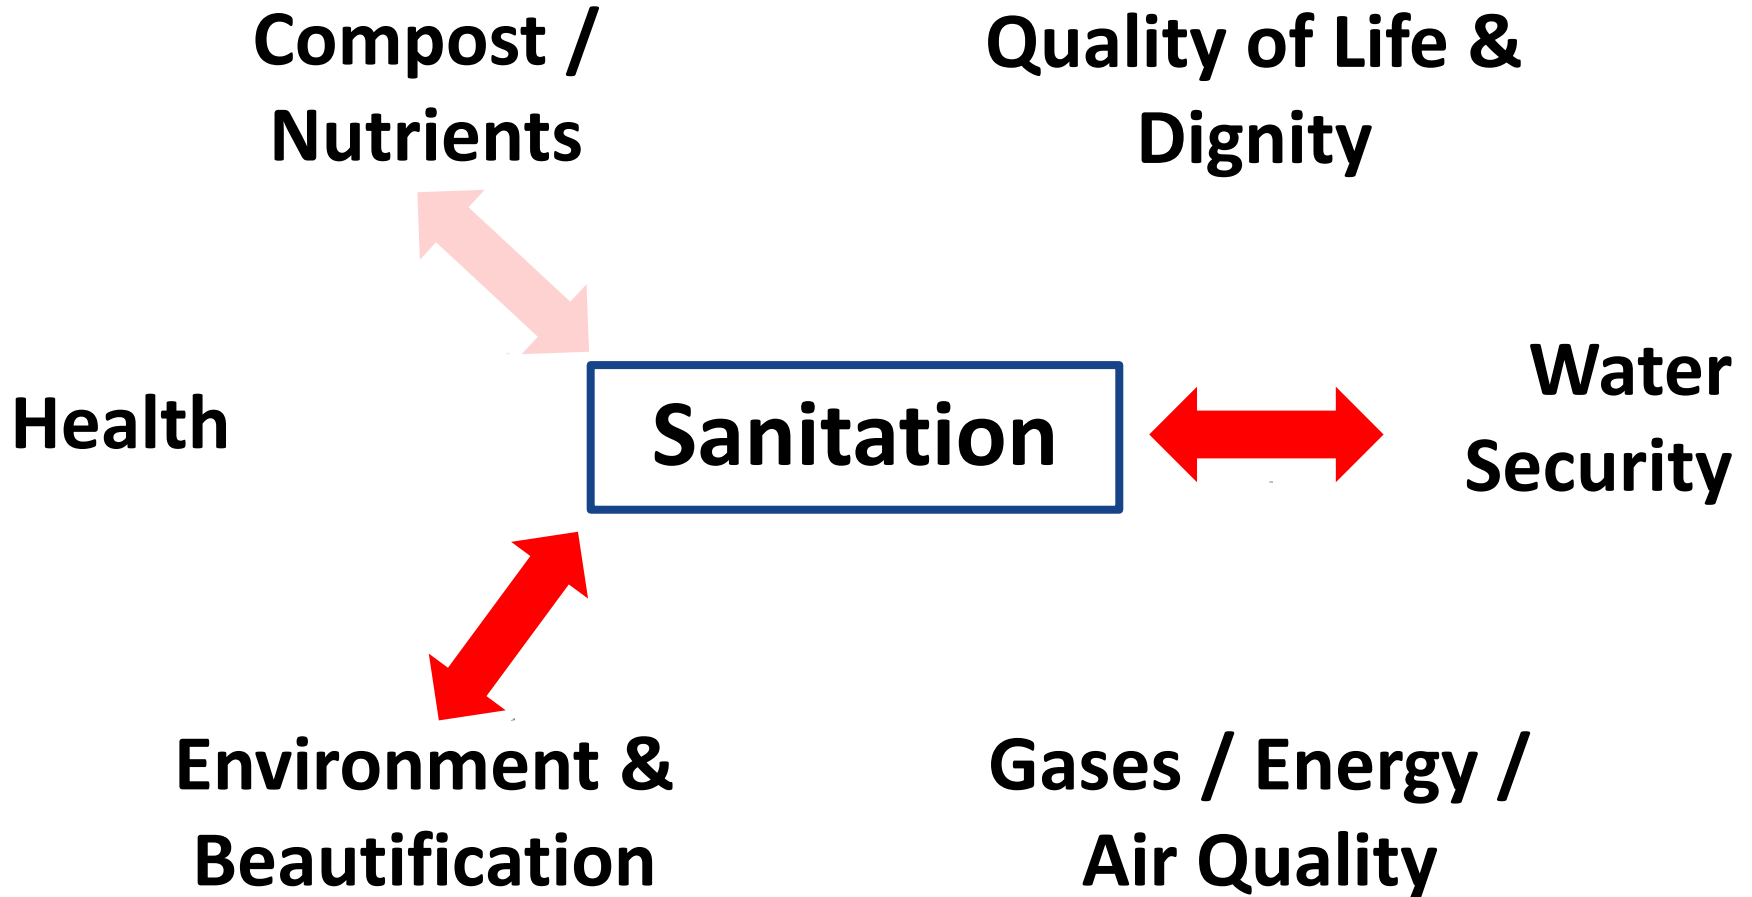 Compost /
Nutrients
Quality of Life &
Dignity
Health
Sanitation
Water
Security
Environment &
Beautification
Gases / Energy /
Air Quality